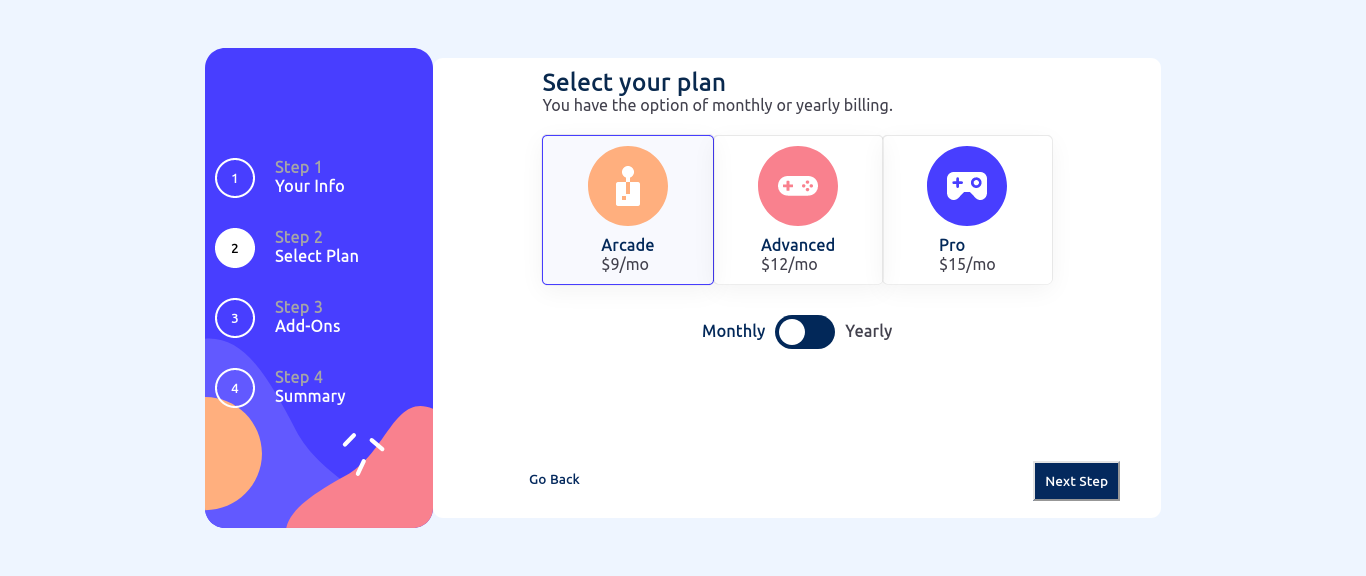 1
Step 1
Your Info
2
Step 2
Select Plan
3
Step 3
Add-Ons
4
Step 4
Summary
Select your plan
You have the option of monthly or yearly billing.
Arcade
$9/mo
Advanced
$12/mo
Pro
$15/mo
Monthly
Yearly
Go Back
Next Step